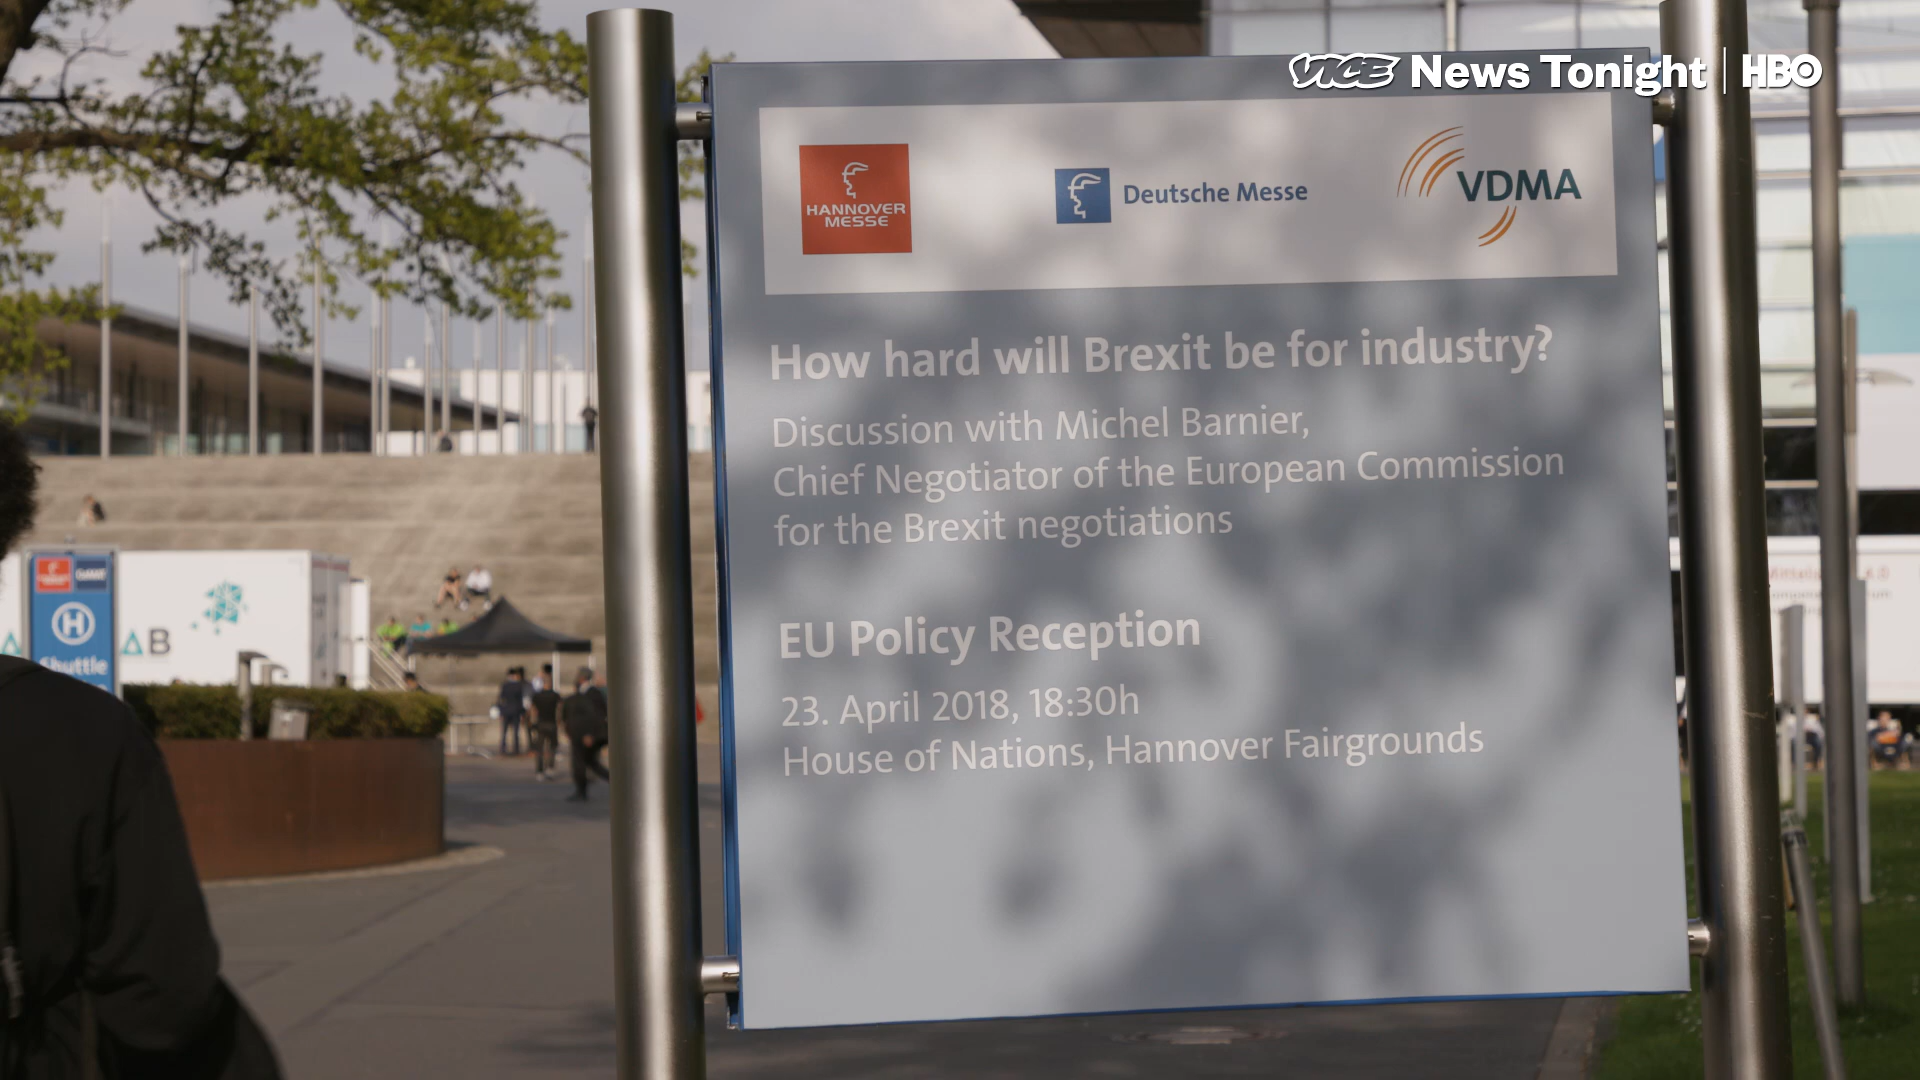 VICE News Tonight | HBO
HANNOVER
MESSE
Deutsche Messe
VDMA
How hard will Brexit be for industry?
Discussion with Michel Barnier,
Chief Negotiator of the European Commission
for the Brexit negotiations
EU Policy Reception
23. April 2018, 18:30h
House of Nations, Hannover Fairgrounds
H
Shuttle
AB